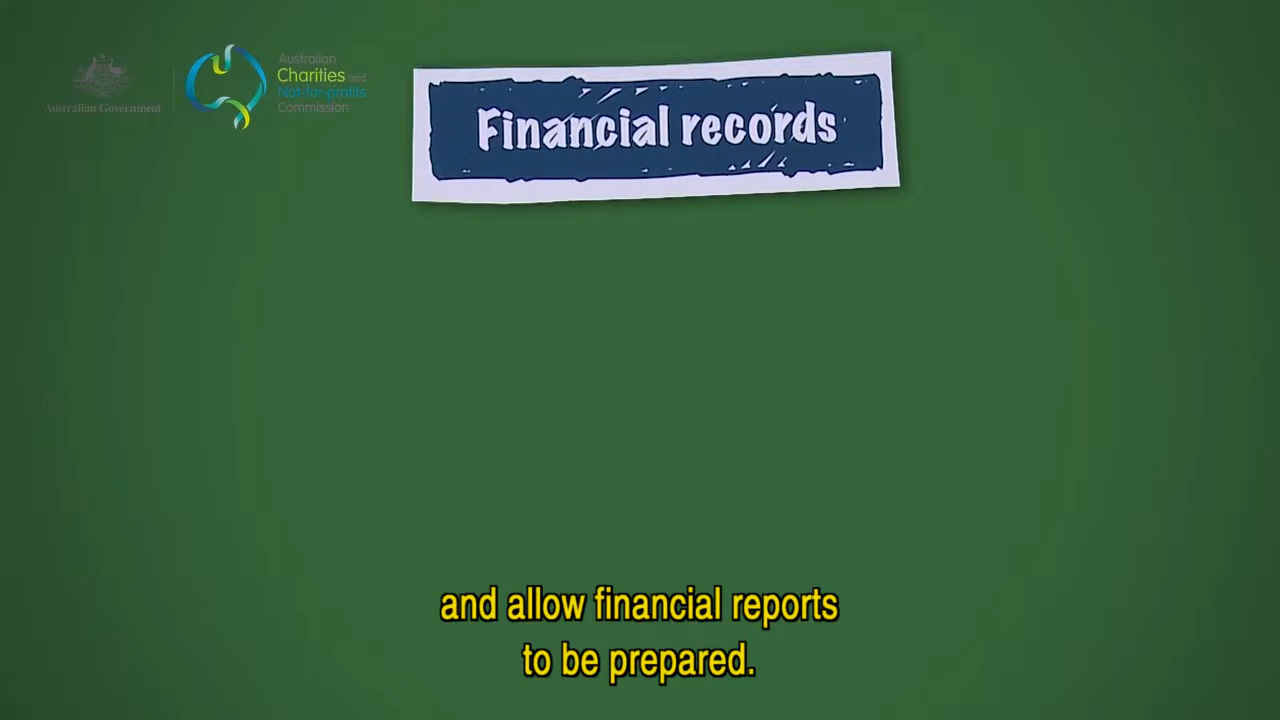 Australian Government
Australian
Charities and
Not-for-profits
Commission
Financial records
and allow financial reports
to be prepared.